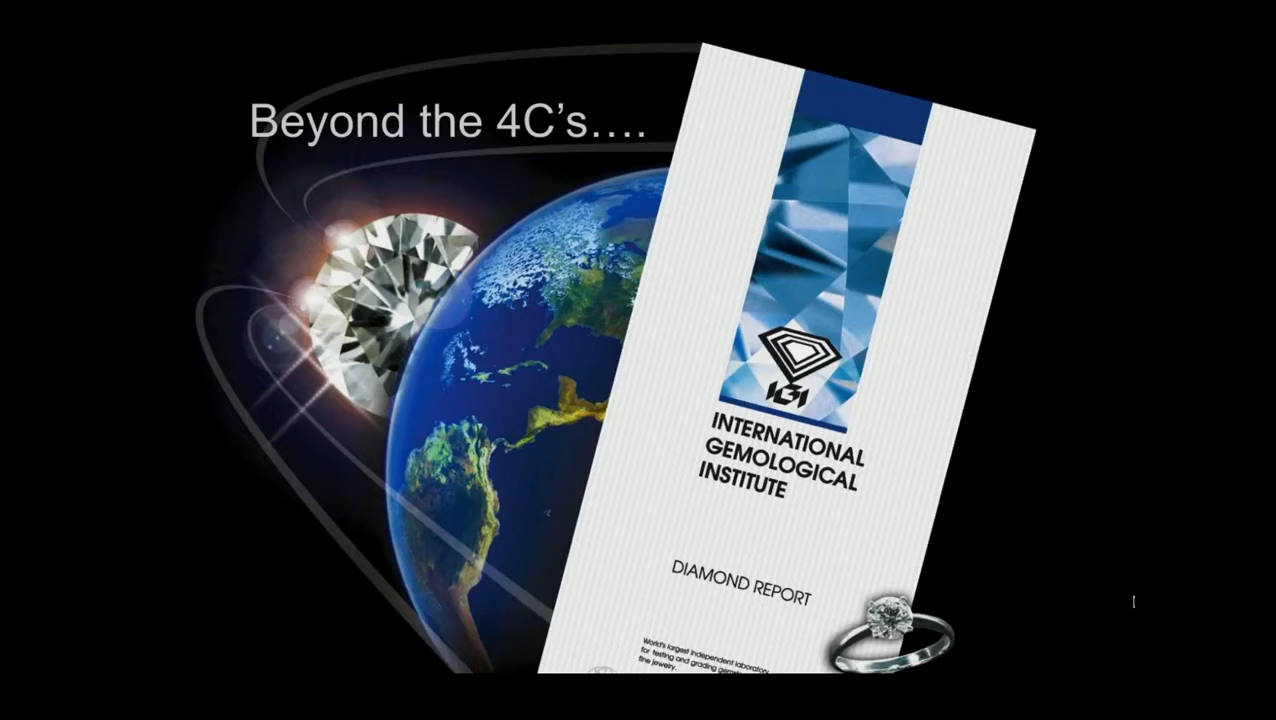 Beyond the 4C’s….
IGI
INTERNATIONAL
GEMOLOGICAL
INSTITUTE
DIAMOND REPORT
World's largest independent laboratory
for testing and grading
fine jewelry.